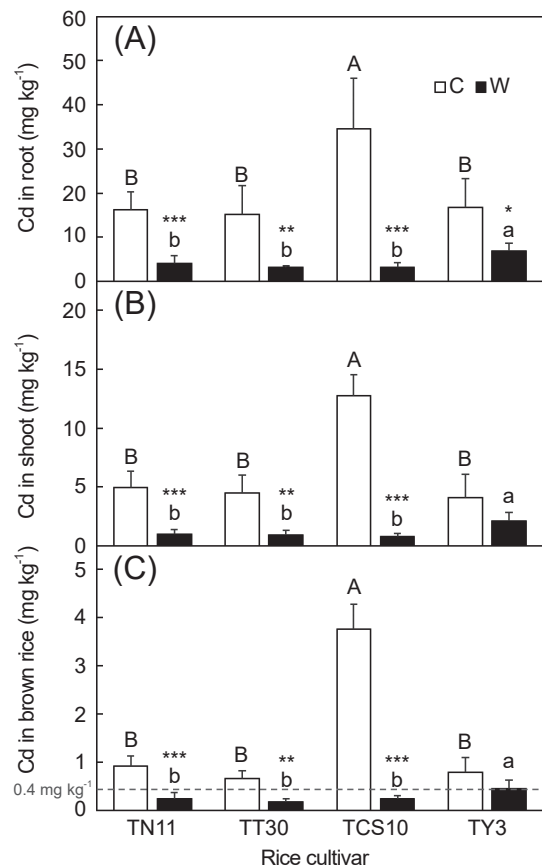 (A)
Cd in root (mg kg⁻¹)
60
50
40
30
20
10
0
C W
B
***
b
B
**
b
A
***
b
B
*
a
(B)
Cd in shoot (mg kg⁻¹)
20
15
10
5
0
B
***
b
B
**
b
A
***
b
B
a
(C)
Cd in brown rice (mg kg⁻¹)
5
4
3
2
1
0
0.4 mg kg⁻¹
B
***
b
B
**
b
A
***
b
B
a
TN11 TT30 TCS10 TY3
Rice cultivar